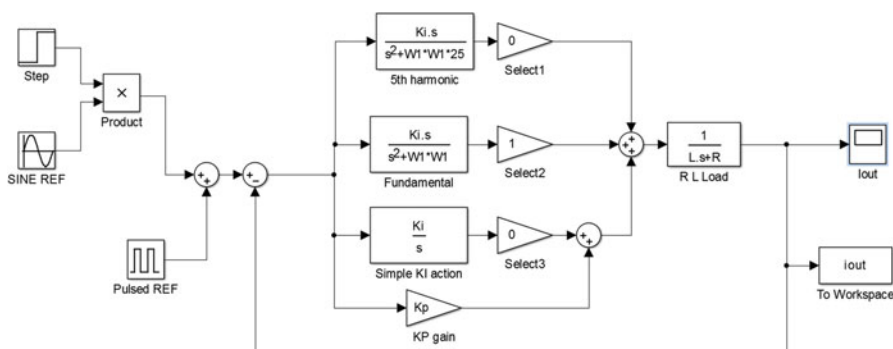 Step
×
Product
SINE REF
+
+
Pulsed REF
+
−
Ki.s
s²+W1*W1*25
5th harmonic
0
Select1
Ki.s
s²+W1*W1
Fundamental
1
Select2
Ki
s
Simple KI action
0
Select3
Kp
KP gain
+
+
+
+
+
1
L.s+R
R L Load
Iout
iout
To Workspace